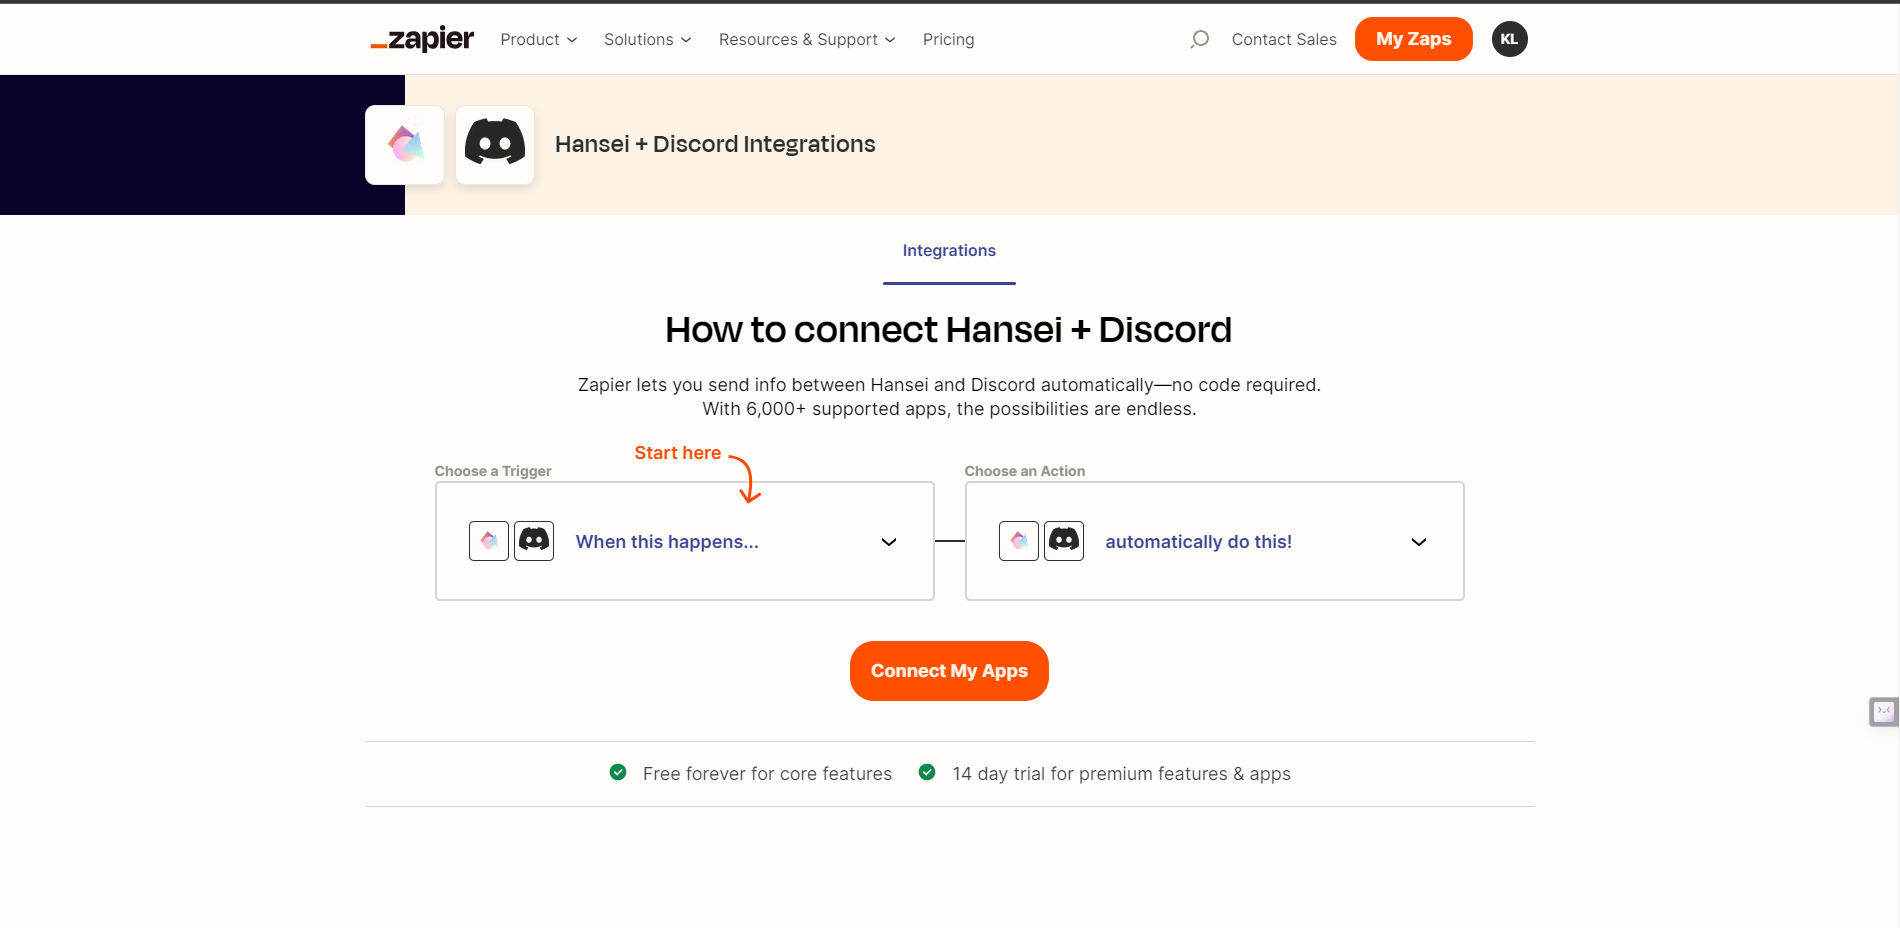 zapier
Product
Solutions
Resources & Support
Pricing
Contact Sales
My Zaps
KL
Hansei + Discord Integrations
Integrations
How to connect Hansei + Discord
Zapier lets you send info between Hansei and Discord automatically—no code required.
With 6,000+ supported apps, the possibilities are endless.
Start here
Choose a Trigger
When this happens...
Choose an Action
automatically do this!
Connect My Apps
Free forever for core features
14 day trial for premium features & apps